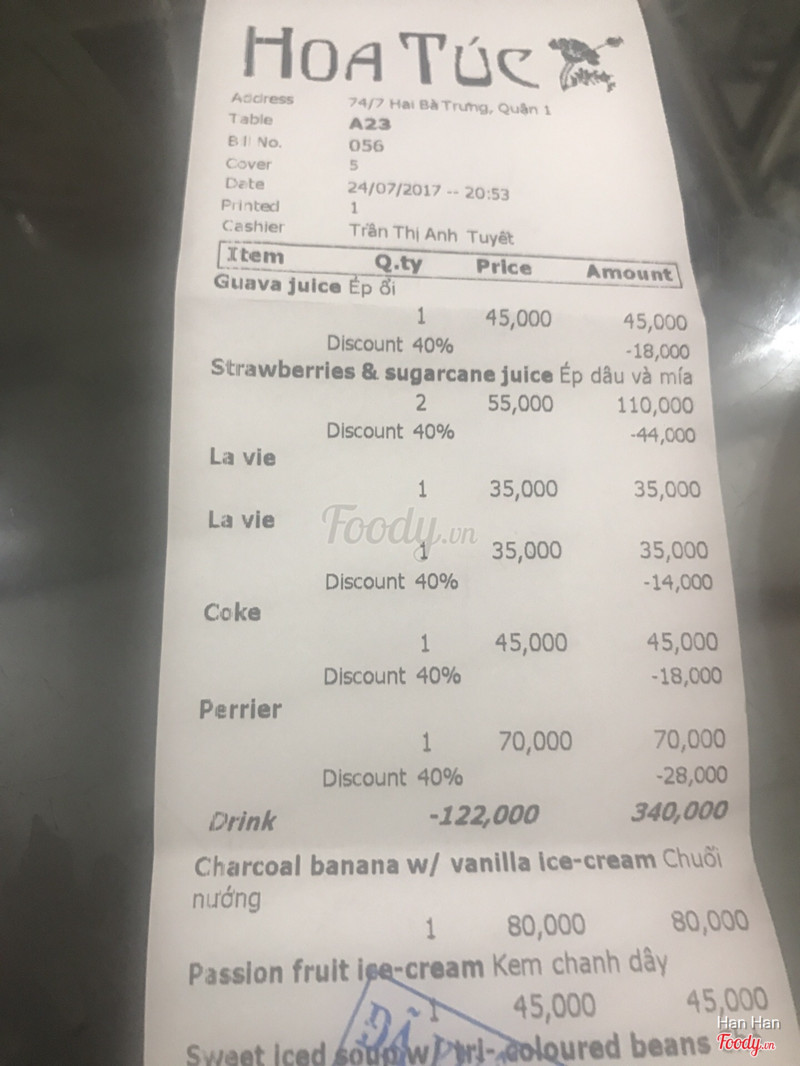 HOA TÚC
Address 74/7 Hai Bà Trưng, Quận 1
Table A23
Bill No. 056
Cover 5
Date 24/07/2017 -- 20:53
Printed 1
Cashier Trần Thị Anh Tuyết
Item Q.ty Price Amount
Guava juice Ép ổi
1 45,000 45,000
Discount 40% -18,000
Strawberries & sugarcane juice Ép dâu và mía
2 55,000 110,000
Discount 40% -44,000
La vie
1 35,000 35,000
La vie
Foody.vn
1 35,000 35,000
Discount 40% -14,000
Coke
1 45,000 45,000
Discount 40% -18,000
Perrier
1 70,000 70,000
Discount 40% -28,000
Drink -122,000 340,000
Charcoal banana w/ vanilla ice-cream Chuối
nướng
1 80,000 80,000
Passion fruit ice-cream Kem chanh dây
1 45,000 45,000
ĐÃ
Han Han
Sweet iced soup w/ tri- coloured beans
Foody.vn